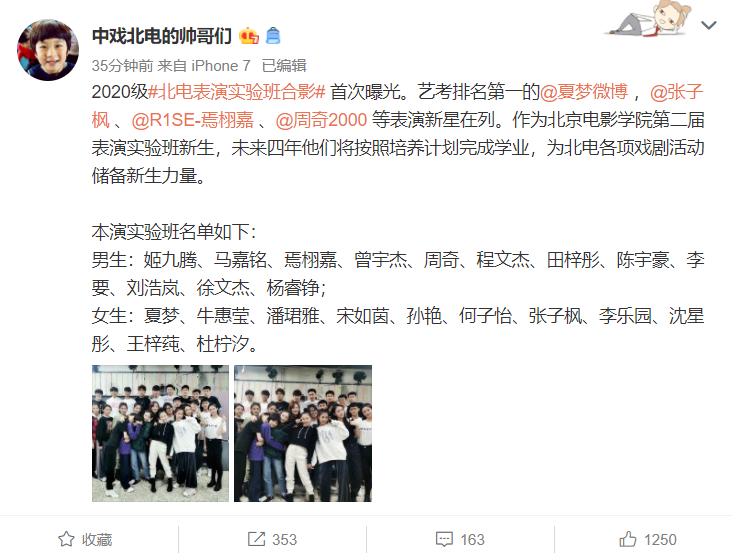 中戏北电的帅哥们
35分钟前 来自 iPhone 7 已编辑
2020级#北电表演实验班合影# 首次曝光。艺考排名第一的@夏梦微博 ，@张子
枫 、@R1SE-焉栩嘉 、@周奇2000 等表演新星在列。作为北京电影学院第二届
表演实验班新生，未来四年他们将按照培养计划完成学业，为北电各项戏剧活动
储备新生力量。
本演实验班名单如下：
男生：姬九腾、马嘉铭、焉栩嘉、曾宇杰、周奇、程文杰、田梓彤、陈宇豪、李
要、刘浩岚、徐文杰、杨睿铮；
女生：夏梦、牛惠莹、潘珺雅、宋如茵、孙艳、何子怡、张子枫、李乐园、沈星
彤、王梓莼、杜柠汐。
收藏
353
163
1250